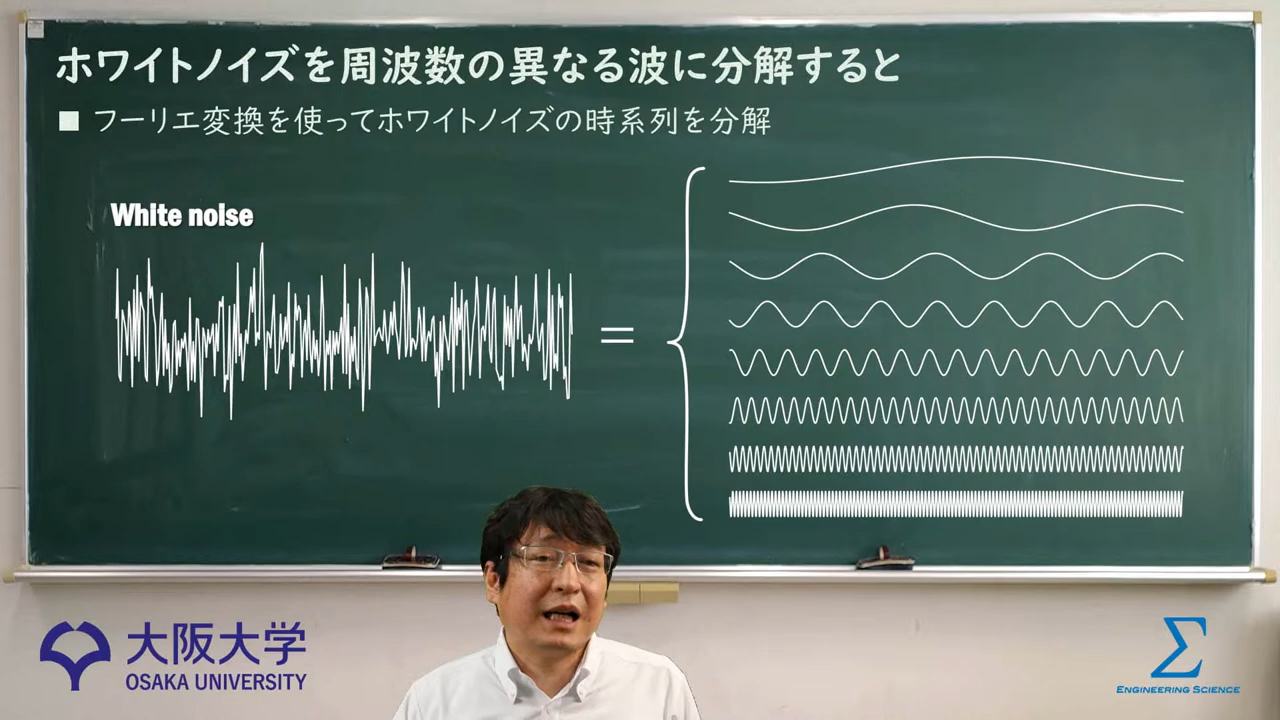 ホワイトノイズを周波数の異なる波に分解すると
■ フーリエ変換を使ってホワイトノイズの時系列を分解
White noise
=
大阪大学
OSAKA UNIVERSITY
Σ
ENGINEERING SCIENCE